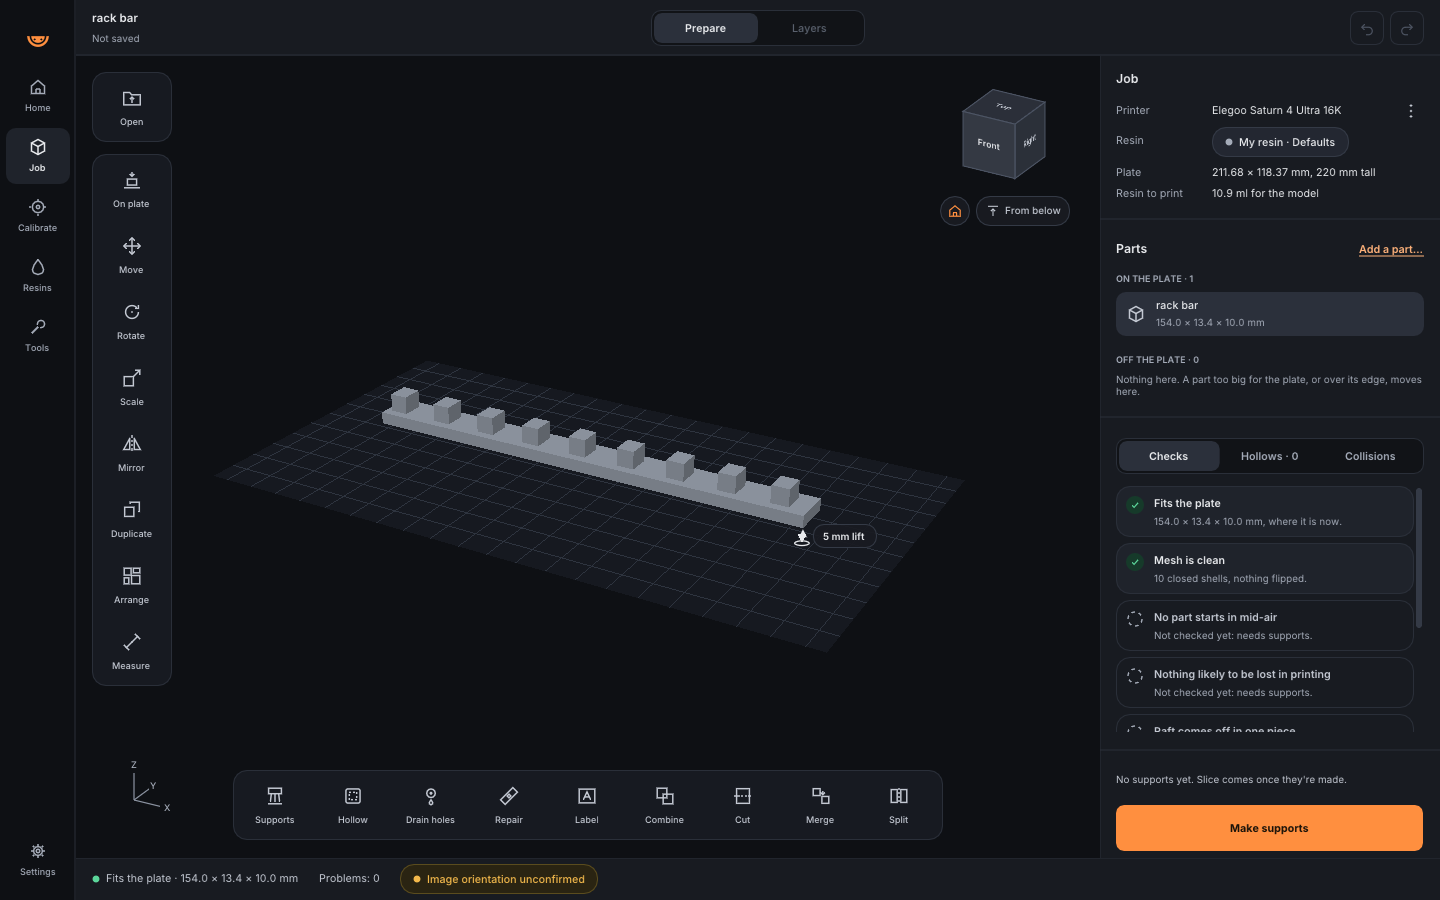 rack bar
Not saved
Prepare
Layers
Home
Job
Calibrate
Resins
Tools
Settings
Open
On plate
Move
Rotate
Scale
Mirror
Duplicate
Arrange
Measure
Top
Front
Right
From below
5 mm lift
Z
Y
X
Supports
Hollow
Drain holes
Repair
Label
Combine
Cut
Merge
Split
Job
Printer
Elegoo Saturn 4 Ultra 16K
Resin
My resin · Defaults
Plate
211.68 × 118.37 mm, 220 mm tall
Resin to print
10.9 ml for the model
Parts
Add a part...
ON THE PLATE · 1
rack bar
154.0 × 13.4 × 10.0 mm
OFF THE PLATE · 0
Nothing here. A part too big for the plate, or over its edge, moves
here.
Checks
Hollows · 0
Collisions
Fits the plate
154.0 × 13.4 × 10.0 mm, where it is now.
Mesh is clean
10 closed shells, nothing flipped.
No part starts in mid-air
Not checked yet: needs supports.
Nothing likely to be lost in printing
Not checked yet: needs supports.
Raft comes off in one piece
No supports yet. Slice comes once they're made.
Make supports
Fits the plate · 154.0 × 13.4 × 10.0 mm
Problems: 0
Image orientation unconfirmed